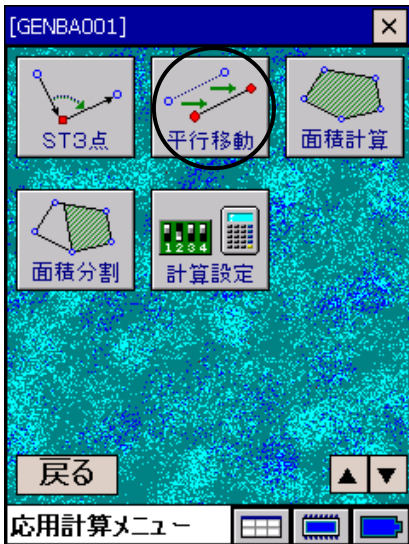 [GENBA001]
ST3点
平行移動
面積計算
面積分割
1234
計算設定
戻る
応用計算メニュー